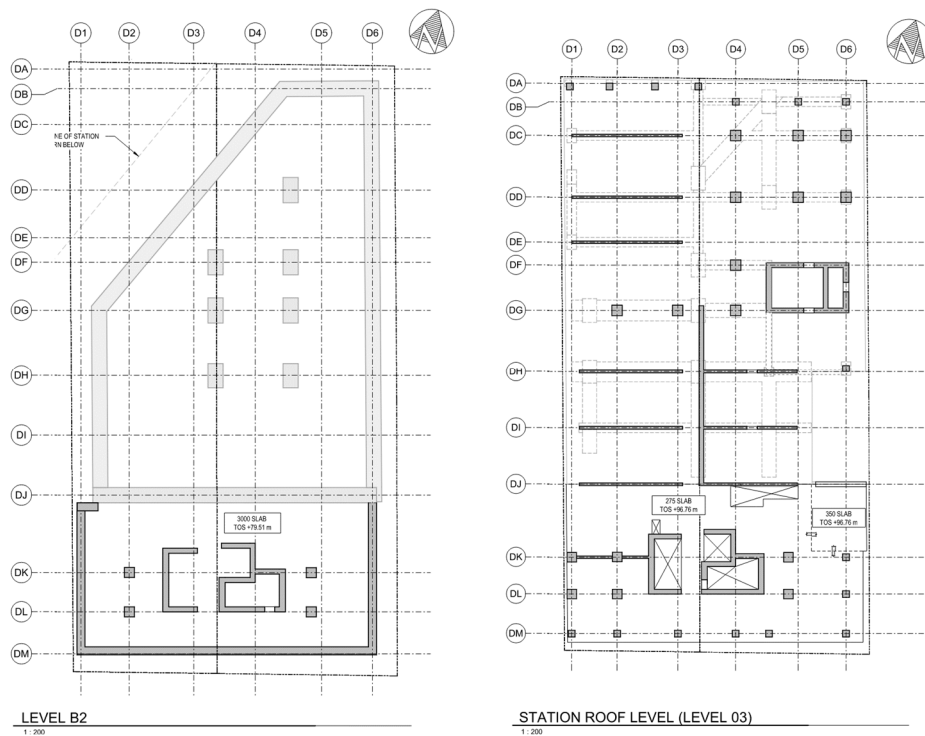 D1 D2 D3 D4 D5 D6
DA
DB
DC
NE OF STATION
RN BELOW
DD
DE
DF
DG
DH
DI
DJ
3000 SLAB
TOS +79.51 m
DK
DL
DM
LEVEL B2
1 : 200
D1 D2 D3 D4 D5 D6
DA
DB
DC
DD
DE
DF
DG
DH
DI
DJ
275 SLAB
TOS +96.76 m
350 SLAB
TOS +96.76 m
DK
DL
DM
STATION ROOF LEVEL (LEVEL 03)
1 : 200